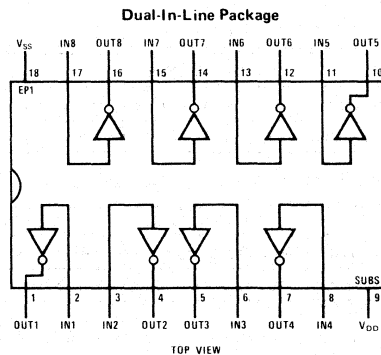 Dual-In-Line Package
VSS IN8 OUT8 IN7 OUT7 IN6 OUT6 IN5 OUT5
18 17 16 15 14 13 12 11 10
EP1
SUBS
1 2 3 4 5 6 7 8 9
OUT1 IN1 IN2 OUT2 OUT3 IN3 OUT4 IN4 VDD
TOP VIEW